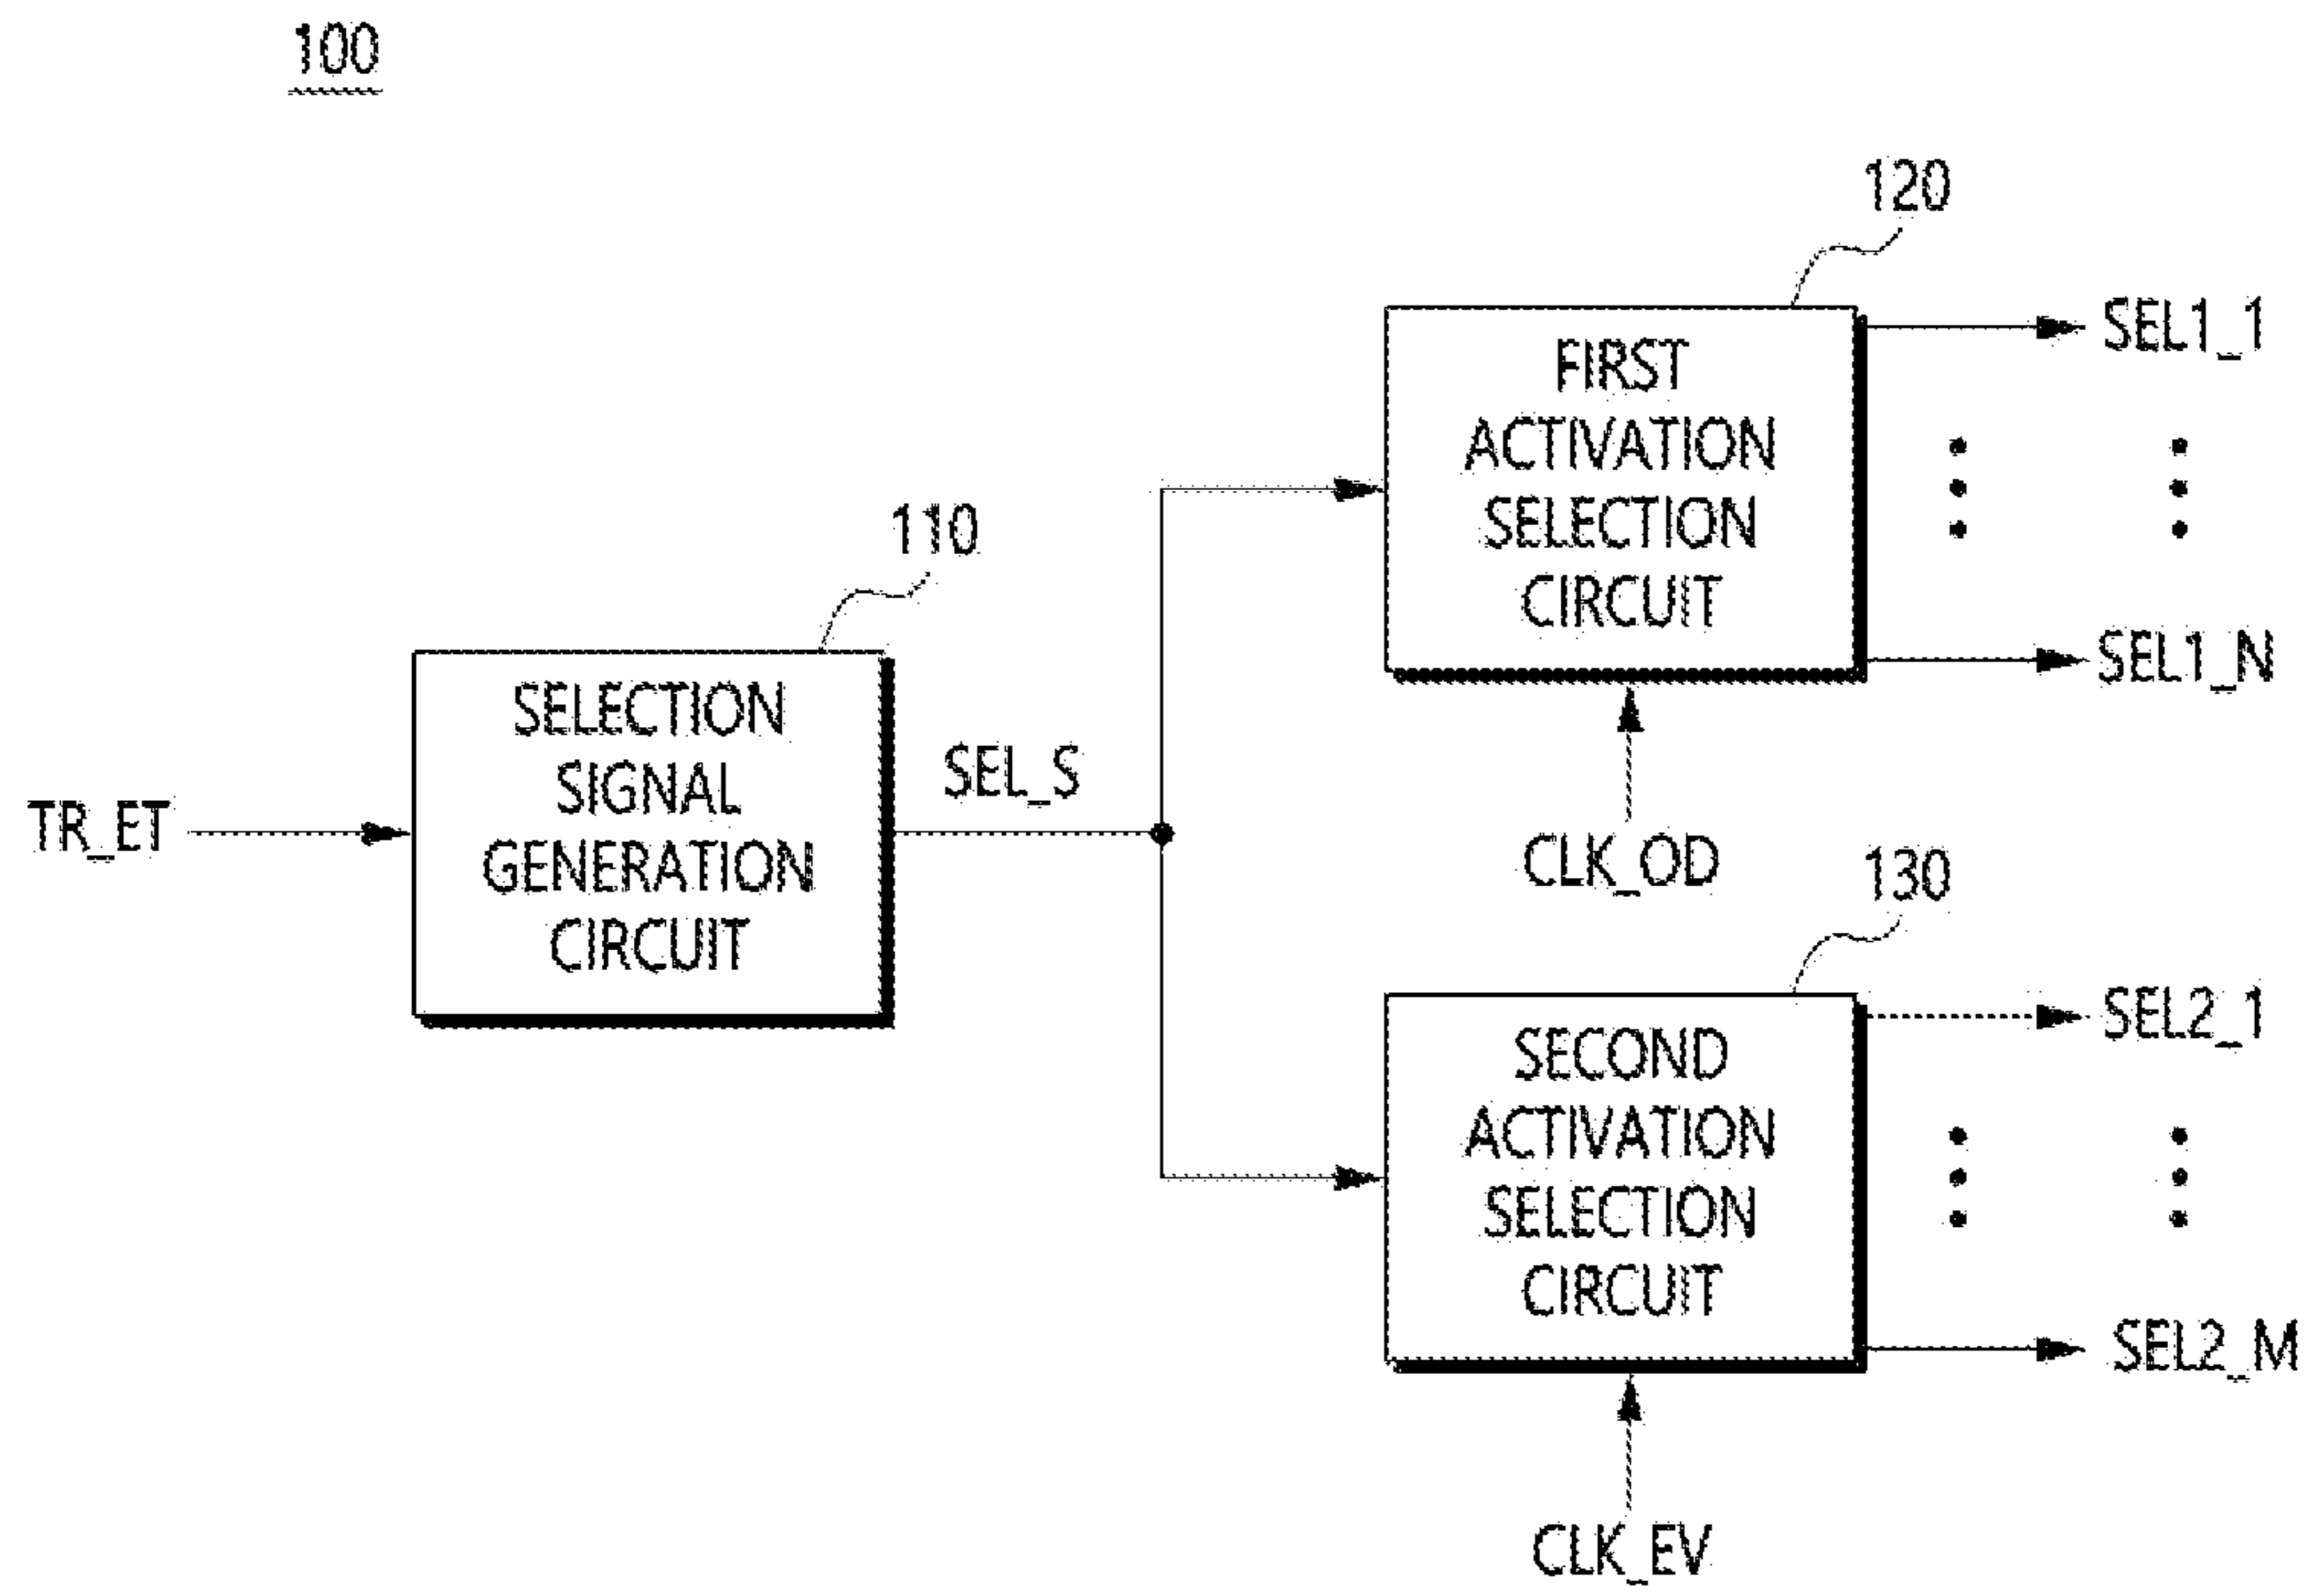 100
120
FIRST
ACTIVATION
SELECTION
CIRCUIT
SEL1_1
SEL1_N
CLK_OD
110
SELECTION
SIGNAL
GENERATION
CIRCUIT
TR_ET
SEL_S
130
SECOND
ACTIVATION
SELECTION
CIRCUIT
SEL2_1
SEL2_M
CLK_EV